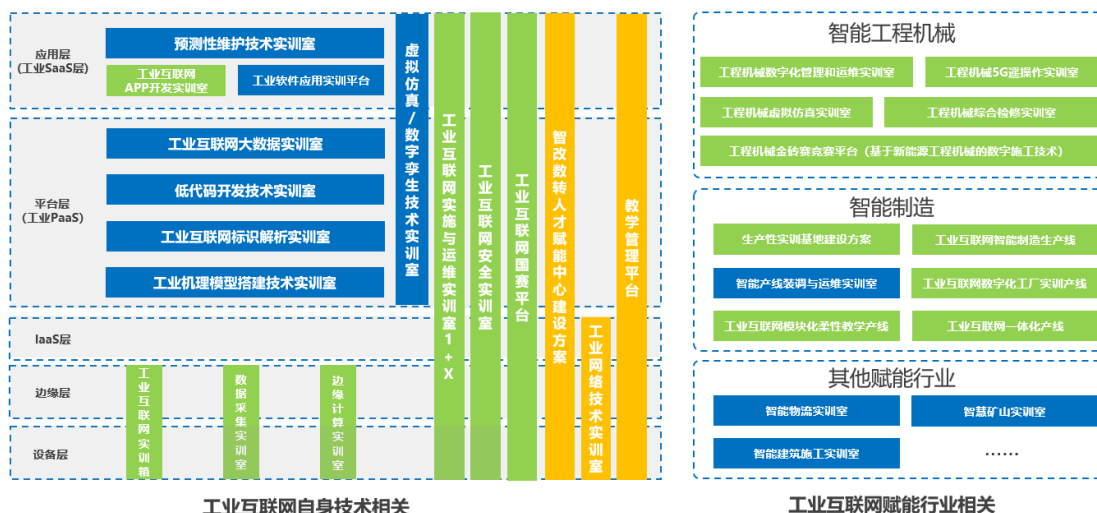 应用层
(工业SaaS层)
预测性维护技术实训室
工业互联网
APP开发实训室
工业软件应用实训平台
平台层
(工业PaaS)
工业互联网大数据实训室
低代码开发技术实训室
工业互联网标识解析实训室
工业机理模型搭建技术实训室
IaaS层
边缘层
设备层
工业互联网实训箱
数据采集实训室
边缘计算实训室
虚拟仿真/数字孪生技术实训室
工业互联网实施与运维实训室1+X
工业互联网安全实训室
工业互联网国赛平台
智改数转人才赋能中心建设方案
工业网络技术实训室
教学管理平台
工业互联网自身技术相关
智能工程机械
工程机械数字化管理和运维实训室
工程机械5G遥操作实训室
工程机械虚拟仿真实训室
工程机械综合检修实训室
工程机械金砖赛竞赛平台（基于新能源工程机械的数字施工技术）
智能制造
生产性实训基地建设方案
工业互联网智能制造生产线
智能产线装调与运维实训室
工业互联网数字化工厂实训产线
工业互联网模块化柔性教学产线
工业互联网一体化产线
其他赋能行业
智能物流实训室
智慧矿山实训室
智能建筑施工实训室
……
工业互联网赋能行业相关